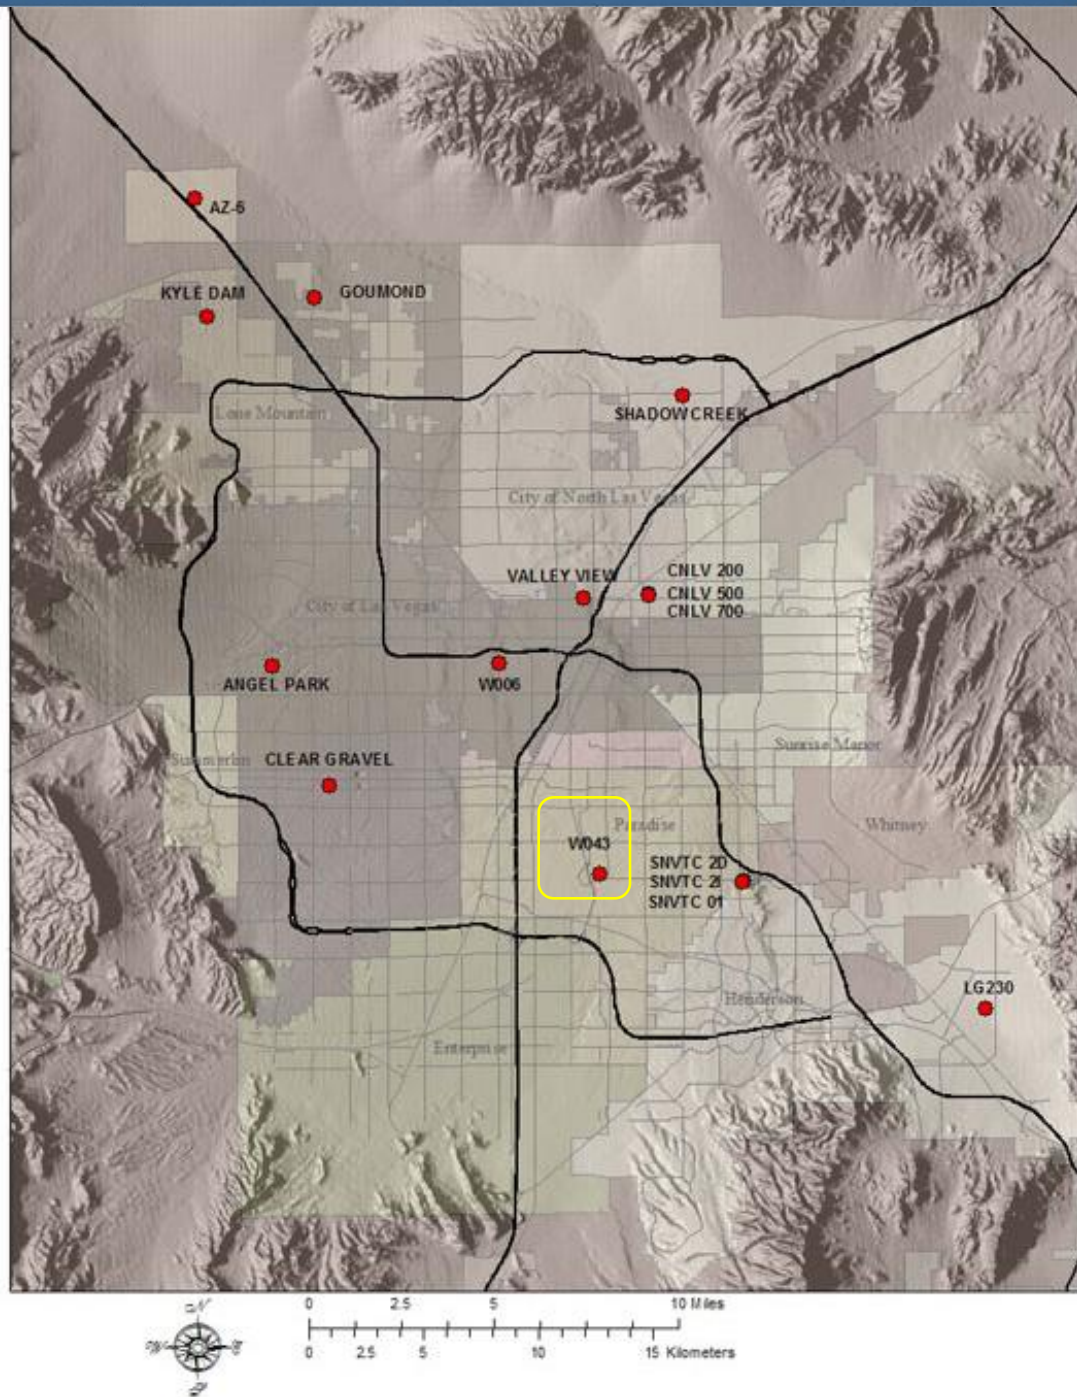 AZ-6
KYLE DAM
GOUMOND
Lone Mountain
SHADOWCREEK
City of North Las Vegas
VALLEY VIEW
CNLV 200
CNLV 500
CNLV 700
City of Las Vegas
ANGEL PARK
W006
Sunrise Manor
Summerlin
CLEAR GRAVEL
Paradise
Whitney
W043
SNVTC 2D
SNVTC 2I
SNVTC 01
LG230
Henderson
Enterprise
0 2.5 5 10 Miles
N
W E
S
0 2.5 5 10 15 Kilometers